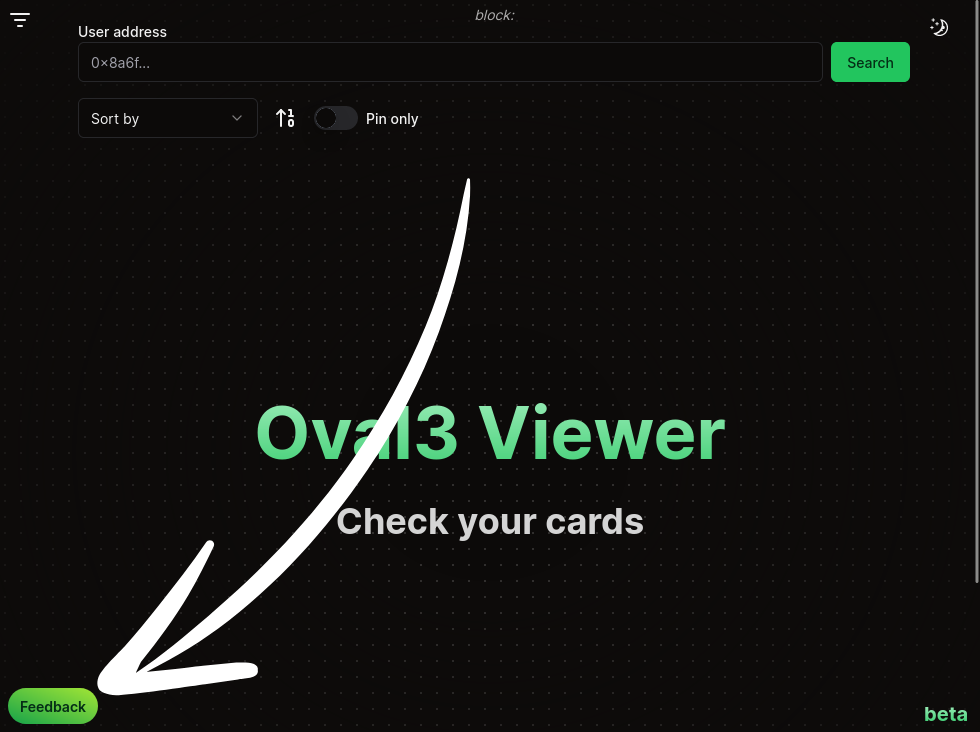 block:
User address
0×8a6f...
Search
Sort by
Pin only
Oval3 Viewer
Check your cards
Feedback
beta